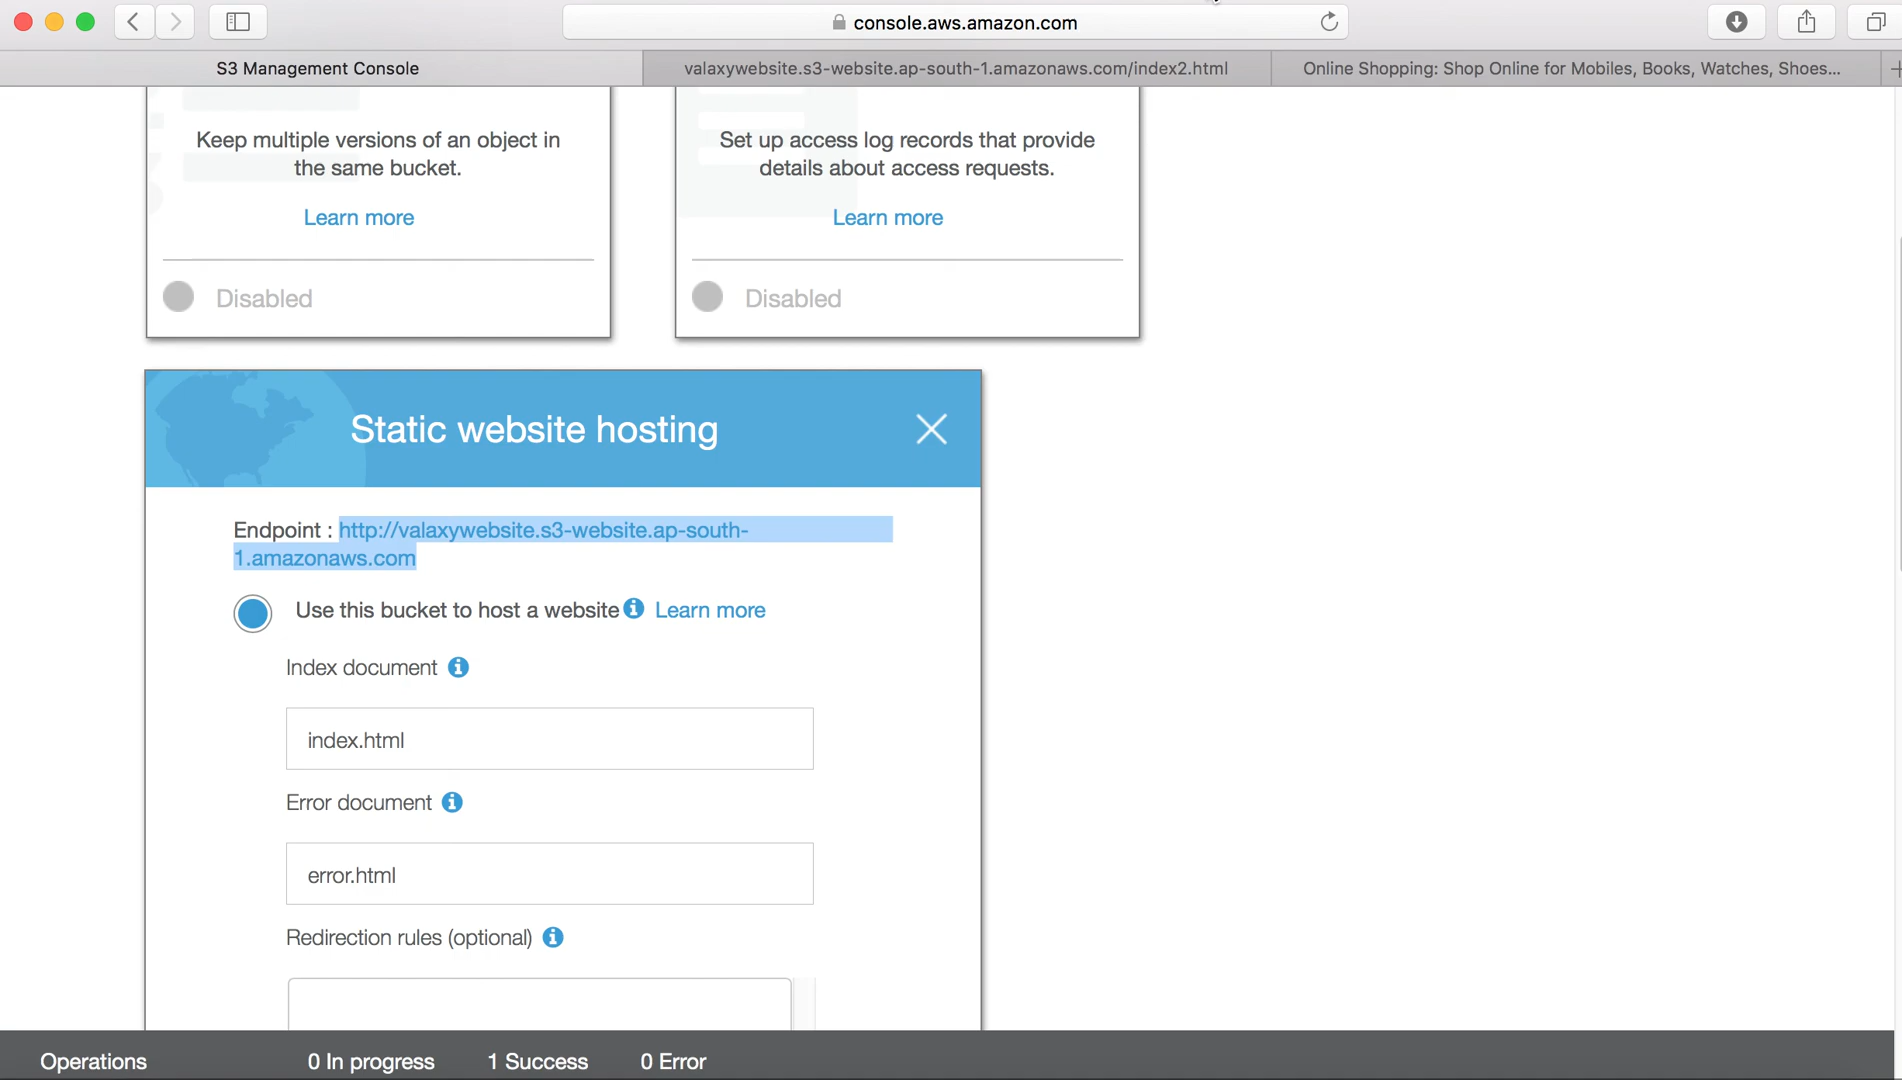 console.aws.amazon.com
S3 Management Console
valaxywebsite.s3-website.ap-south-1.amazonaws.com/index2.html
Online Shopping: Shop Online for Mobiles, Books, Watches, Shoes...
Keep multiple versions of an object in
the same bucket.
Learn more
Disabled
Set up access log records that provide
details about access requests.
Learn more
Disabled
Static website hosting
Endpoint : http://valaxywebsite.s3-website.ap-south-
1.amazonaws.com
Use this bucket to host a website Learn more
Index document
index.html
Error document
error.html
Redirection rules (optional)
Operations 0 In progress 1 Success 0 Error